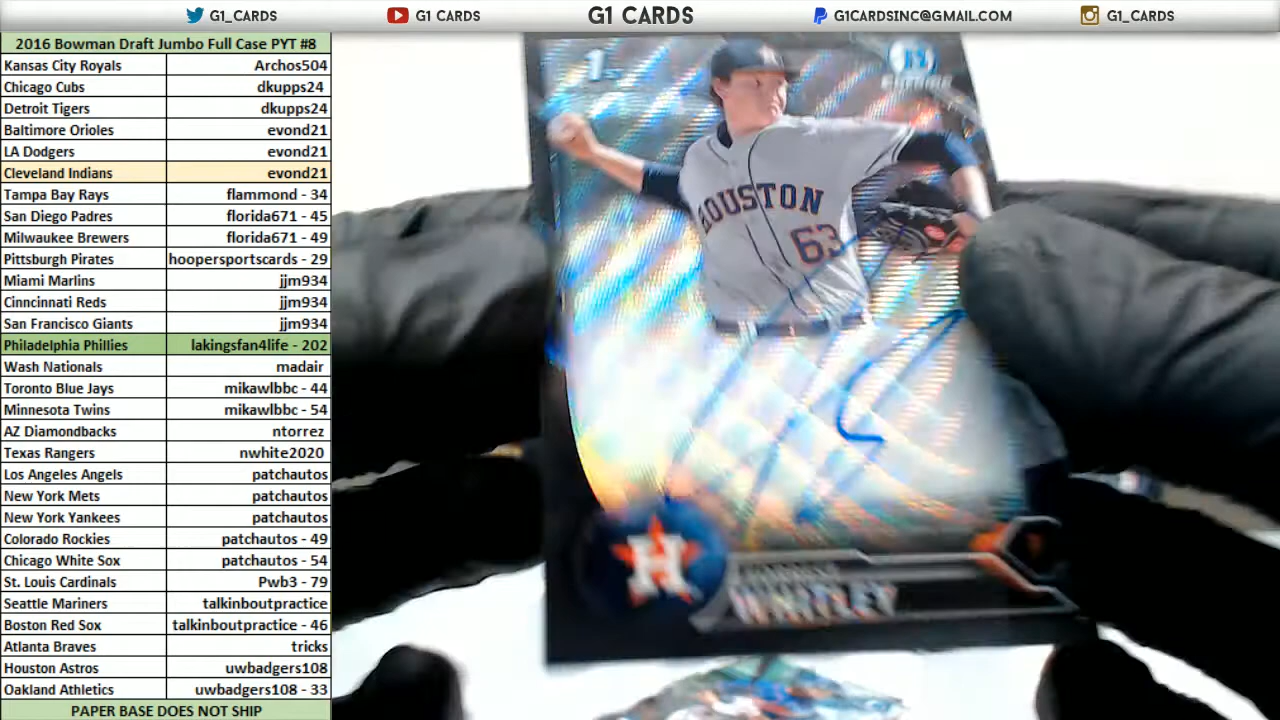 G1_CARDS
G1 CARDS
G1 CARDS
G1CARDSINC@GMAIL.COM
G1_CARDS
2016 Bowman Draft Jumbo Full Case PYT #8
Kansas City Royals Archos504
Chicago Cubs dkupps24
Detroit Tigers dkupps24
Baltimore Orioles evond21
LA Dodgers evond21
Cleveland Indians evond21
Tampa Bay Rays flammond - 34
San Diego Padres florida671 - 45
Milwaukee Brewers florida671 - 49
Pittsburgh Pirates hoopersportscards - 29
Miami Marlins jjm934
Cinncinnati Reds jjm934
San Francisco Giants jjm934
Philadelphia Phillies lakingsfan4life - 202
Wash Nationals madair
Toronto Blue Jays mikawlbbc - 44
Minnesota Twins mikawlbbc - 54
AZ Diamondbacks ntorrez
Texas Rangers nwhite2020
Los Angeles Angels patchautos
New York Mets patchautos
New York Yankees patchautos
Colorado Rockies patchautos - 49
Chicago White Sox patchautos - 54
St. Louis Cardinals Pwb3 - 79
Seattle Mariners talkinboutpractice
Boston Red Sox talkinboutpractice - 46
Atlanta Braves tricks
Houston Astros uwbadgers108
Oakland Athletics uwbadgers108 - 33
PAPER BASE DOES NOT SHIP
1st
HOUSTON
63
H
WHITLEY